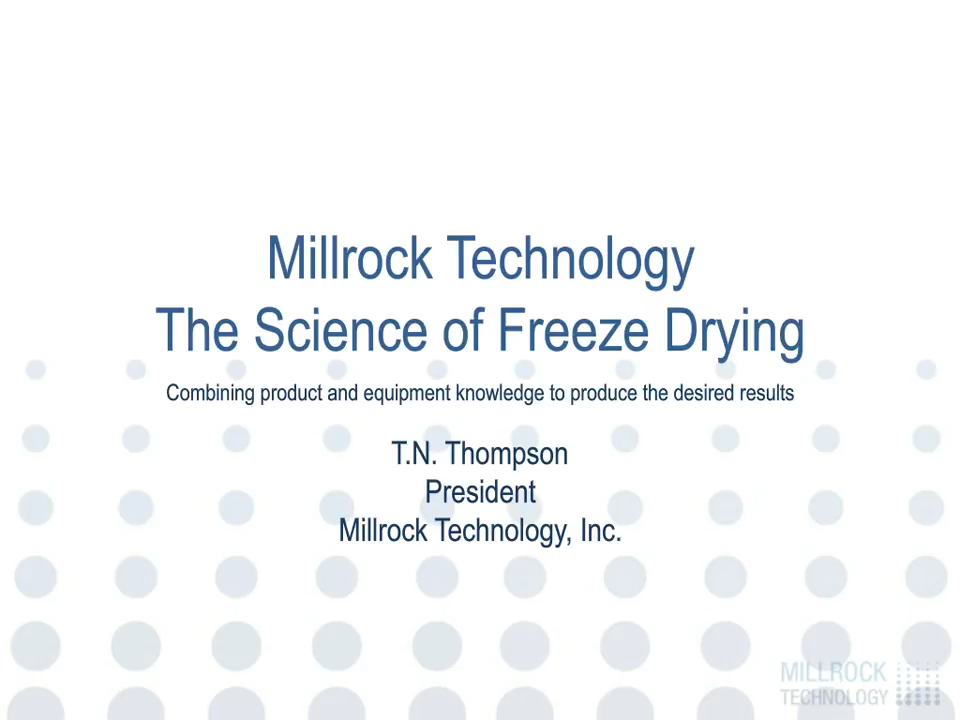 Millrock Technology
The Science of Freeze Drying
Combining product and equipment knowledge to produce the desired results
T.N. Thompson
President
Millrock Technology, Inc.
MILLROCK
TECHNOLOGY